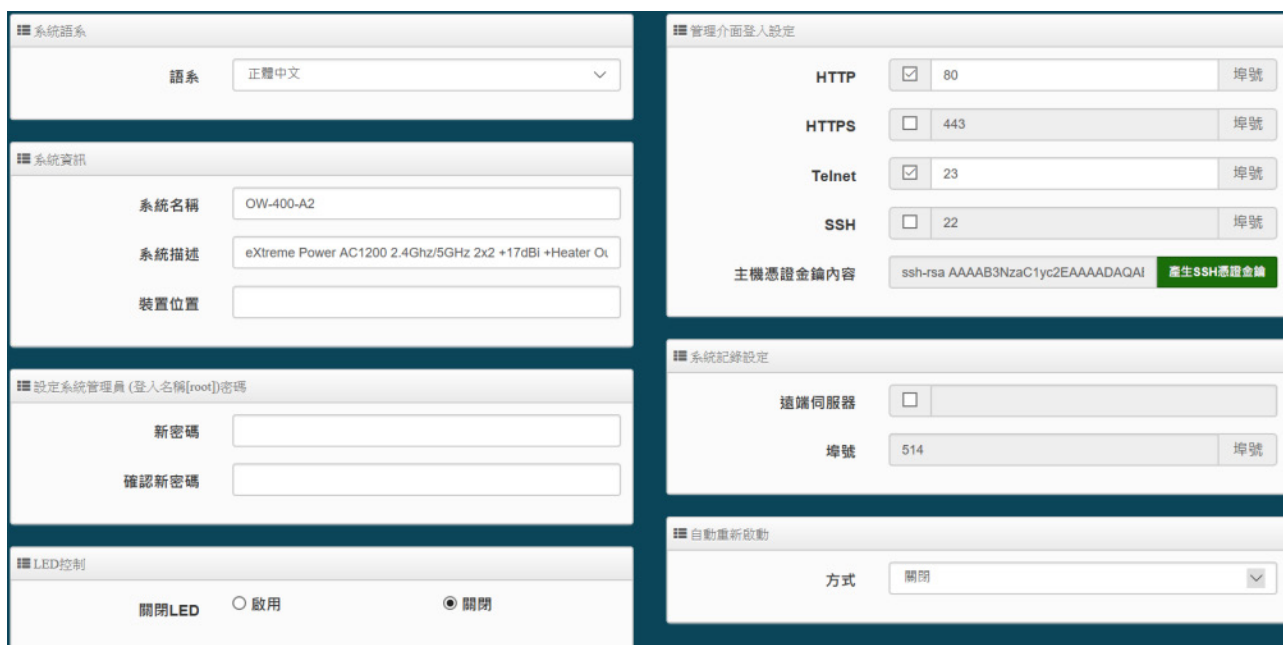 系統語系
語系 正體中文
系統資訊
系統名稱 OW-400-A2
系統描述 eXtreme Power AC1200 2.4Ghz/5GHz 2x2 +17dBi +Heater Ou
裝置位置
設定系統管理員 (登入名稱[root])密碼
新密碼
確認新密碼
LED控制
關閉LED 啟用 關閉
管理介面登入設定
HTTP 80 埠號
HTTPS 443 埠號
Telnet 23 埠號
SSH 22 埠號
主機憑證金鑰內容 ssh-rsa AAAAB3NzaC1yc2EAAAADAQAI 產生SSH憑證金鑰
系統記錄設定
遠端伺服器
埠號 514 埠號
自動重新啟動
方式 關閉